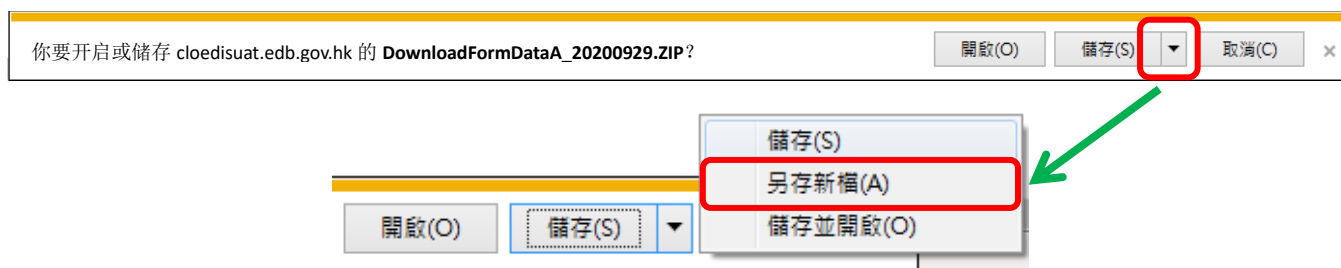 你要开启或储存 cloedisuat.edb.gov.hk 的 DownloadFormDataA_20200929.ZIP？ 開啟(O) 儲存(S) 取消(C) ×
儲存(S)
另存新檔(A)
開啟(O) 儲存(S) 儲存並開啟(O)